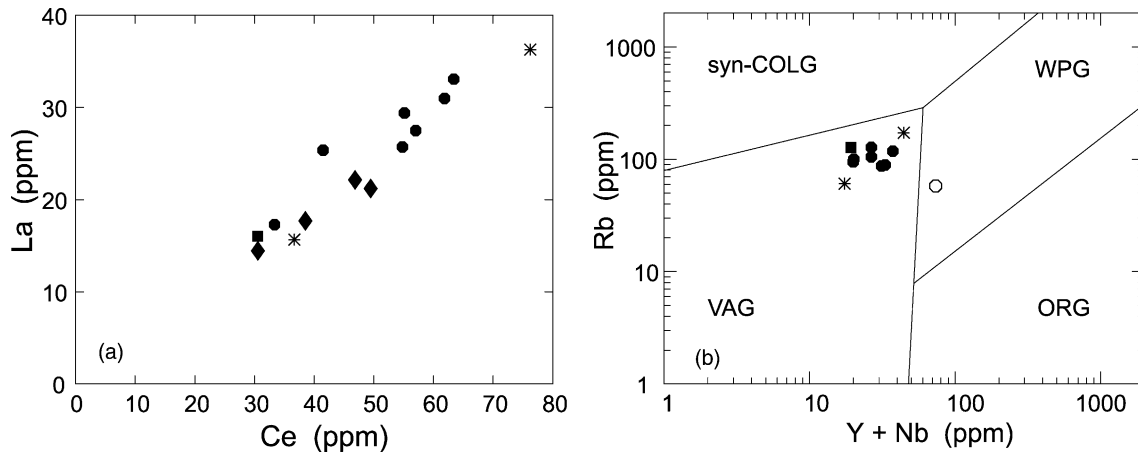 40
30
20
10
0
La (ppm)
0 10 20 30 40 50 60 70 80
Ce (ppm)
(a)
1000
100
10
1
Rb (ppm)
syn-COLG
WPG
VAG
ORG
(b)
1 10 100 1000
Y + Nb (ppm)